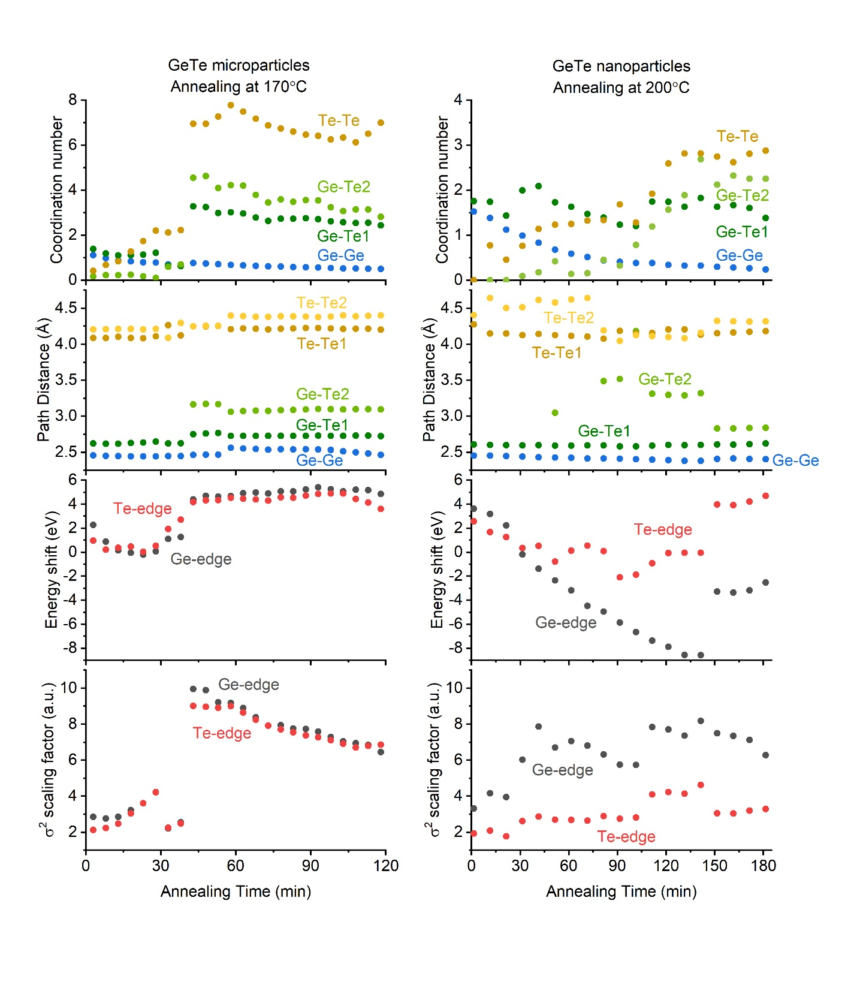 GeTe microparticles
Annealing at 170°C
Coordination number
8
6
4
2
0
Te-Te
Ge-Te2
Ge-Te1
Ge-Ge
Path Distance (Å)
4.5
4.0
3.5
3.0
2.5
Te-Te2
Te-Te1
Ge-Te2
Ge-Te1
Ge-Ge
Energy shift (eV)
6
4
2
0
-2
-4
-6
-8
Te-edge
Ge-edge
σ² scaling factor (a.u.)
10
8
6
4
2
Ge-edge
Te-edge
0 30 60 90 120
Annealing Time (min)
GeTe nanoparticles
Annealing at 200°C
Coordination number
4
3
2
1
0
Te-Te
Ge-Te2
Ge-Te1
Ge-Ge
Path Distance (Å)
4.5
4.0
3.5
3.0
2.5
Te-Te2
Te-Te1
Ge-Te2
Ge-Te1
Ge-Ge
Energy shift (eV)
6
4
2
0
-2
-4
-6
-8
Te-edge
Ge-edge
σ² scaling factor (a.u.)
10
8
6
4
2
Ge-edge
Te-edge
0 30 60 90 120 150 180
Annealing Time (min)